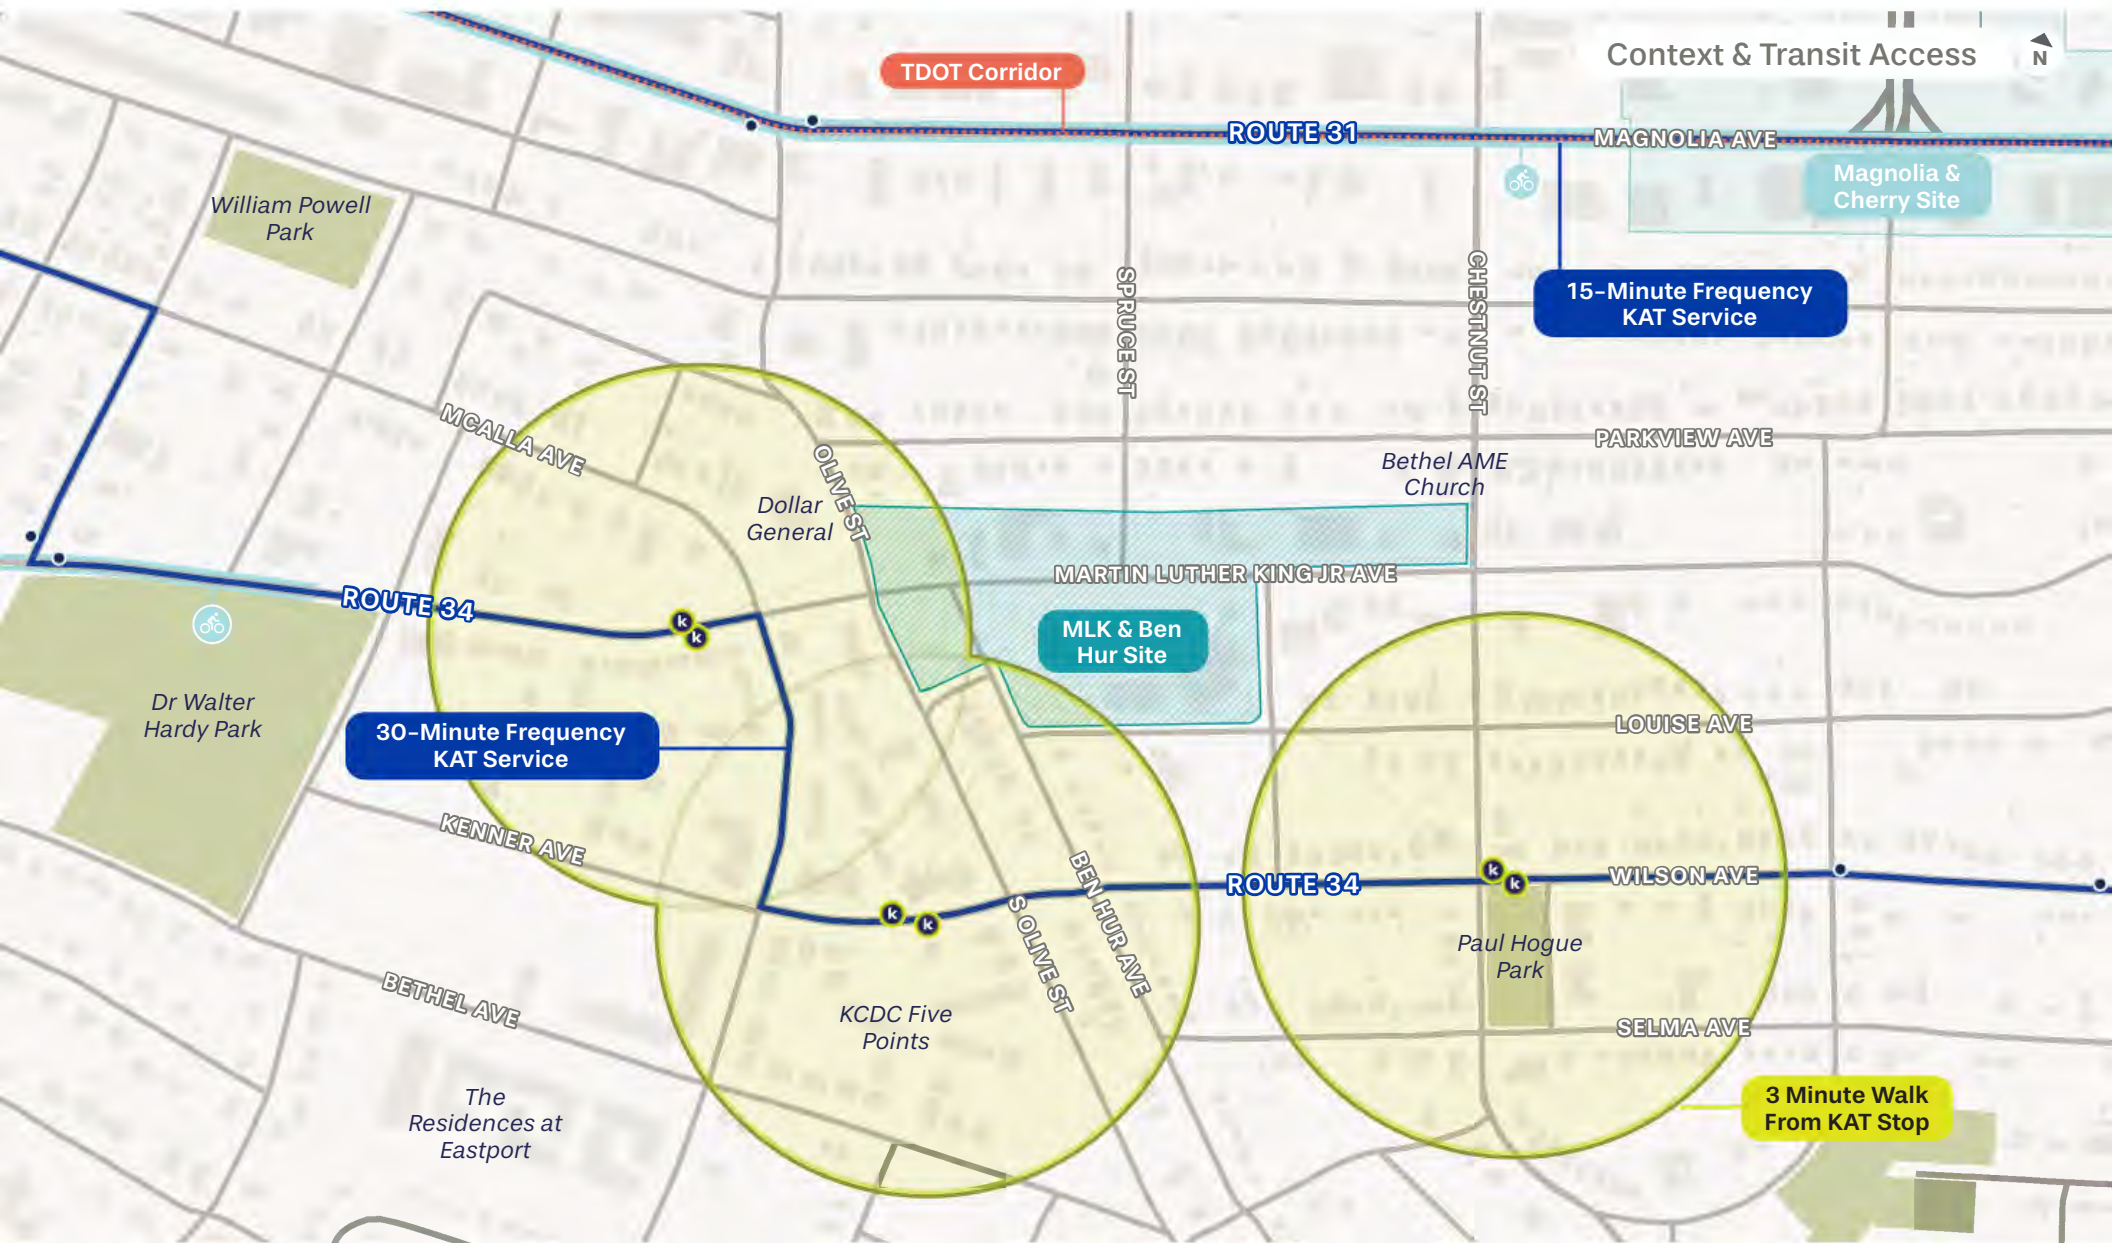 Context & Transit Access
N
TDOT Corridor
ROUTE 31
MAGNOLIA AVE
Magnolia &
Cherry Site
William Powell
Park
SPRUCE ST
CHESTNUT ST
15-Minute Frequency
KAT Service
MCALLA AVE
OLIVE ST
PARKVIEW AVE
Bethel AME
Church
Dollar
General
MARTIN LUTHER KING JR AVE
ROUTE 34
k
k
MLK & Ben
Hur Site
Dr Walter
Hardy Park
30-Minute Frequency
KAT Service
LOUISE AVE
KENNER AVE
BEN HUR AVE
ROUTE 34
k
k
WILSON AVE
k
k
S OLIVE ST
Paul Hogue
Park
BETHEL AVE
KCDC Five
Points
SELMA AVE
The
Residences at
Eastport
3 Minute Walk
From KAT Stop